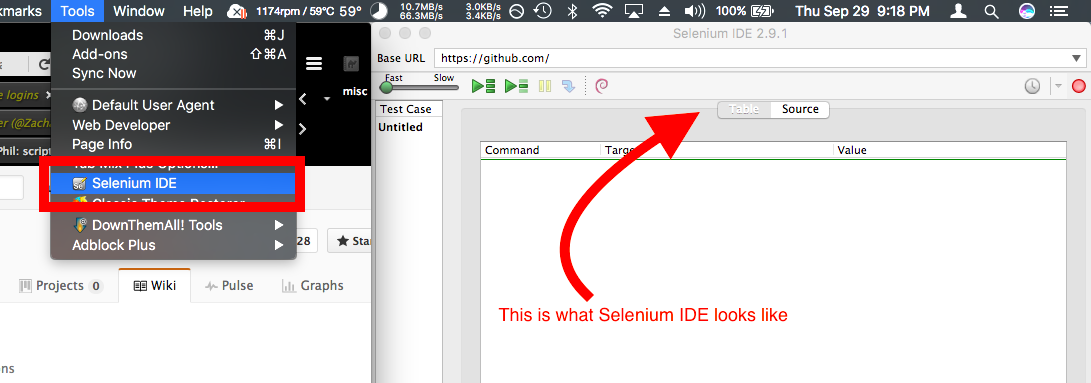 kmarks Tools Window Help 1174rpm / 59°C 59° 10.7MB/s 66.3MB/s 3.0KB/s 3.4KB/s 100% Thu Sep 29 9:18 PM
Downloads ⌘J
Add-ons ⇧⌘A
Sync Now
Default User Agent
Web Developer
Page Info ⌘I
Tab Mix Plus Options...
Selenium IDE
Classic Theme Restorer
DownThemAll! Tools
Adblock Plus
e logins
er (@Zacha
Phil: script
misc
28 Star
Projects 0 Wiki Pulse Graphs
ons
Selenium IDE 2.9.1
Base URL https://github.com/
Fast Slow
Test Case
Untitled
Table Source
Command Target Value
This is what Selenium IDE looks like